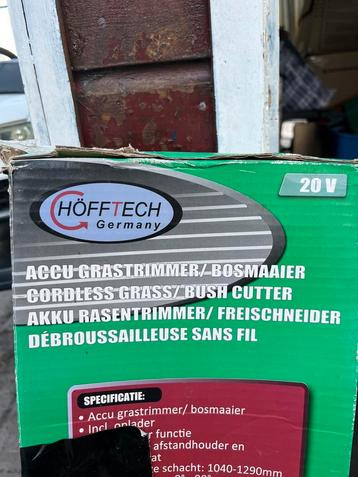 HÖFFTECH
Germany
20 V
ACCU GRASTRIMMER/ BOSMAAIER
CORDLESS GRASS/ BUSH CUTTER
AKKU RASENTRIMMER/ FREISCHNEIDER
DÉBROUSSAILLEUSE SANS FIL
SPECIFICATIE:
• Accu grastrimmer/ bosmaaier
• Incl. oplader
functie
afstandhouder en
schacht: 1040-1290mm